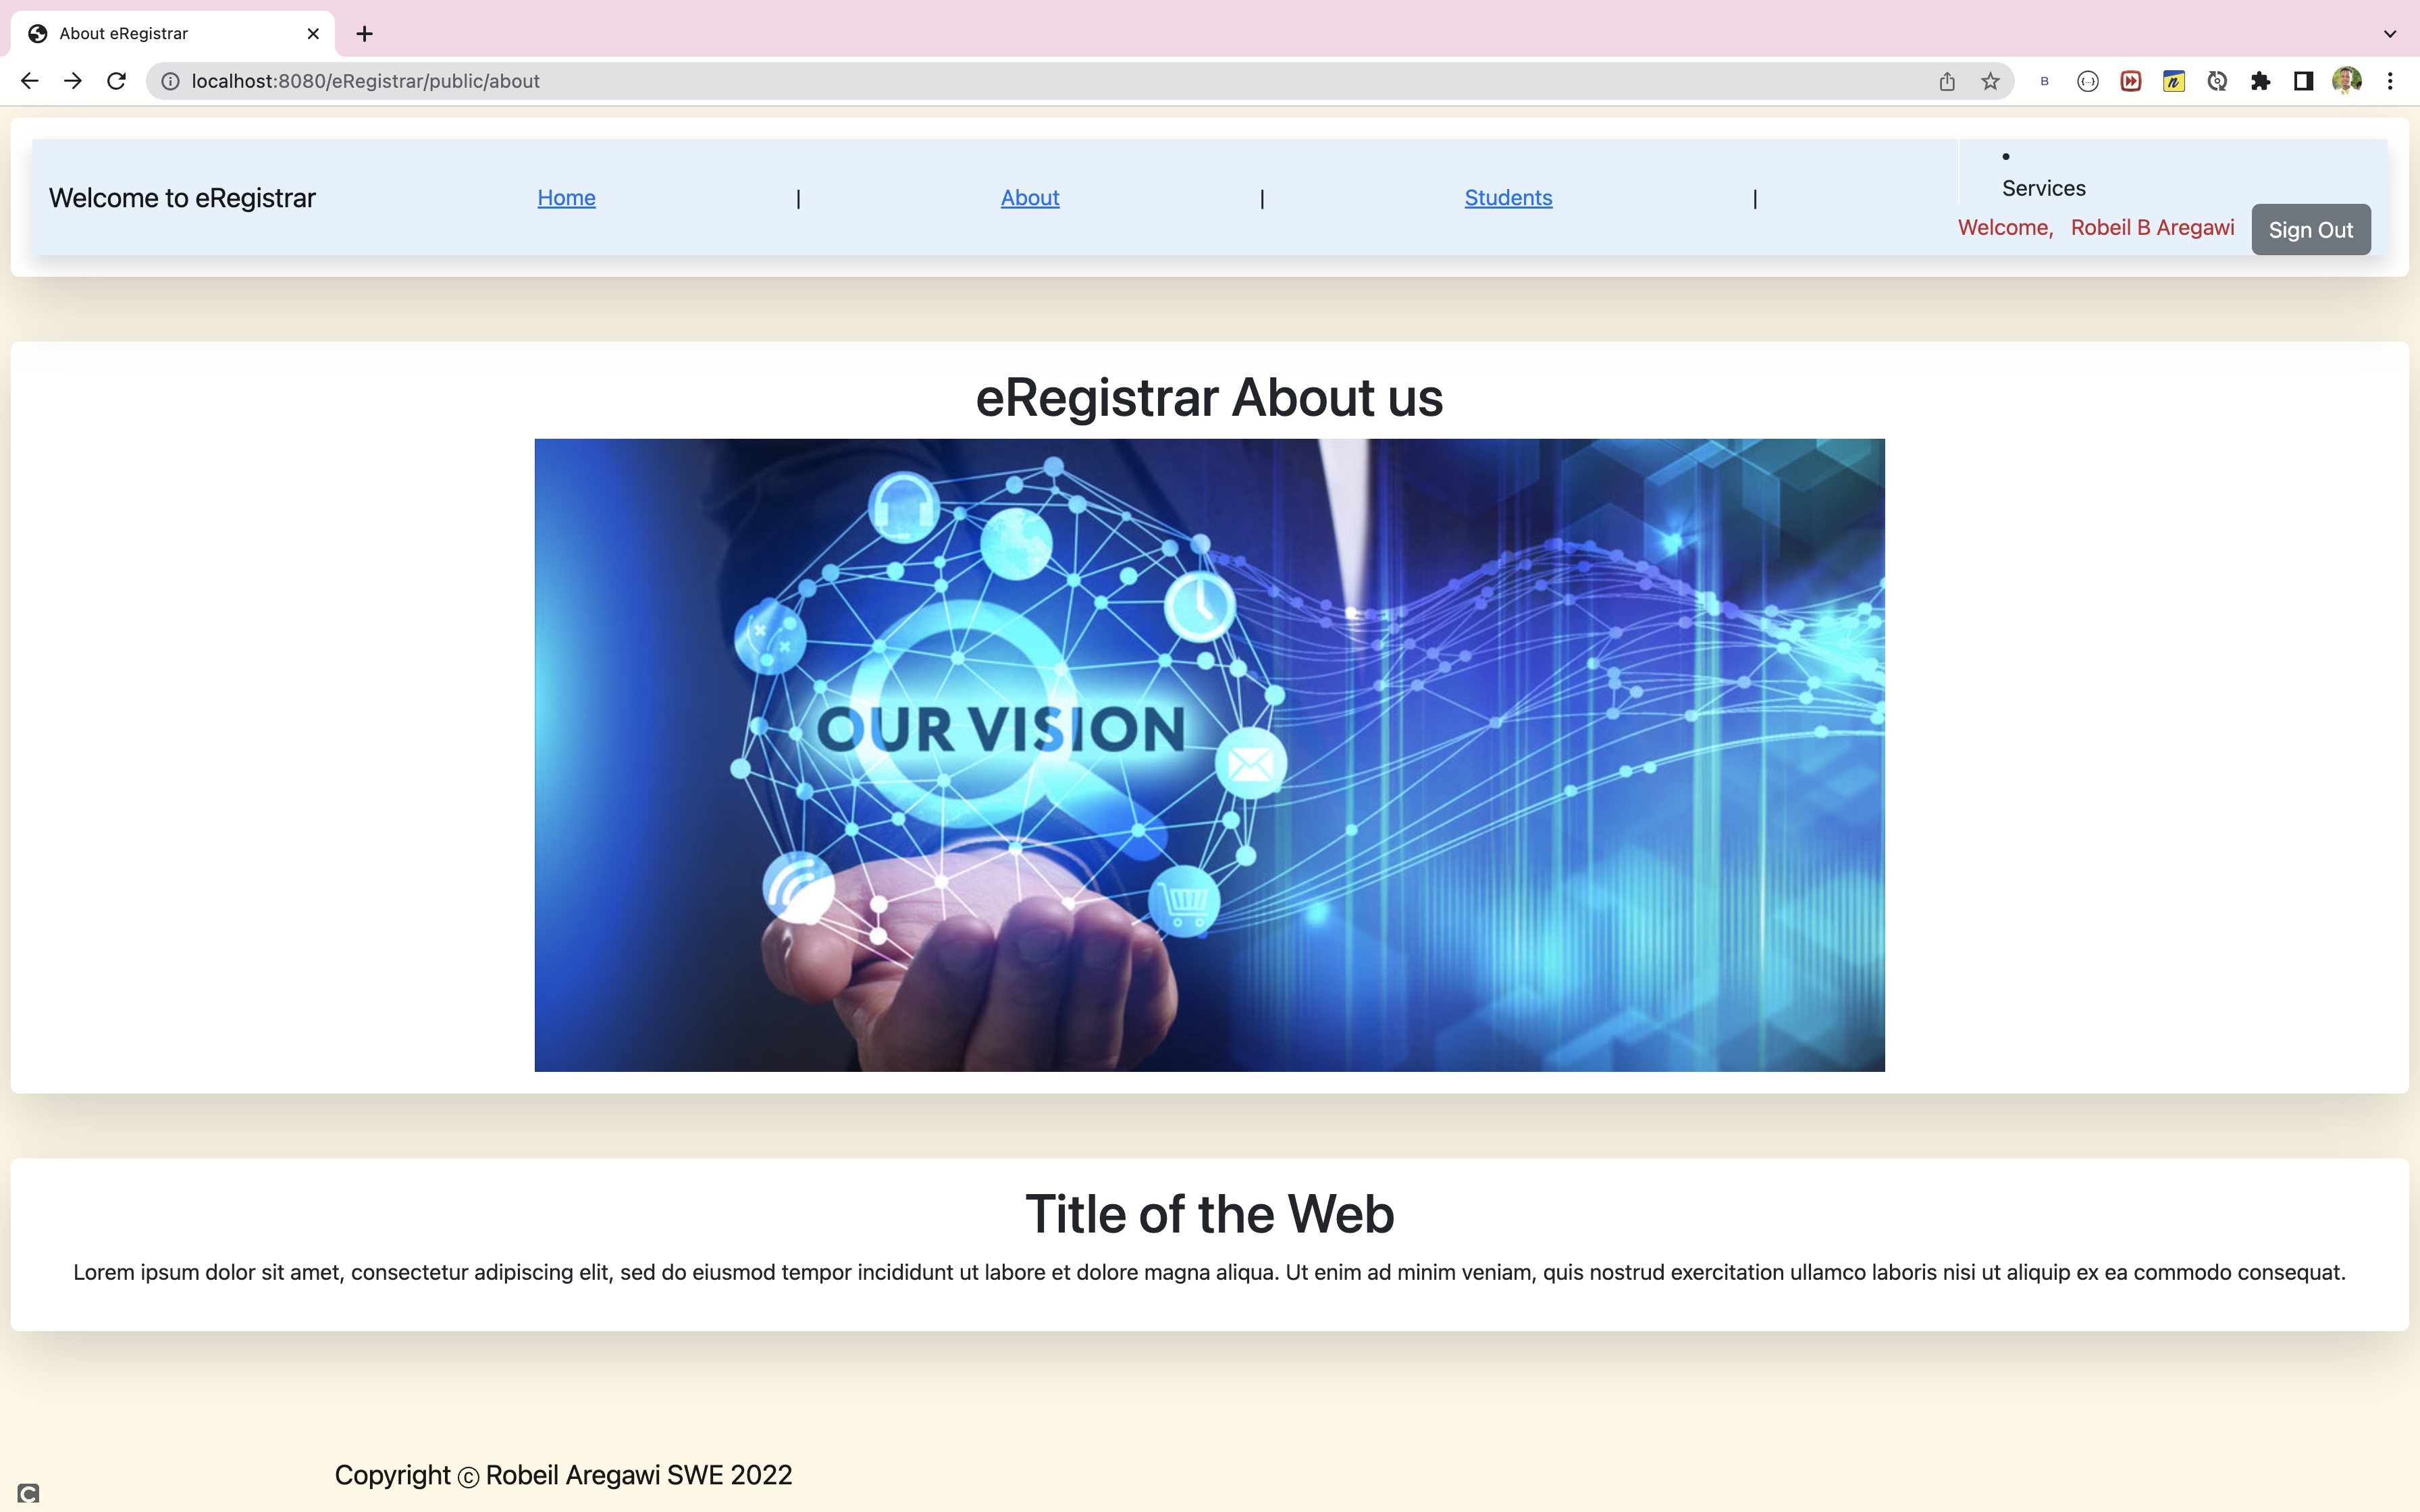 About eRegistrar
localhost:8080/eRegistrar/public/about
B
n
Welcome to eRegistrar
Home | About | Students |
Services
Welcome, Robeil B Aregawi
Sign Out
eRegistrar About us
OUR VISION
Title of the Web
Lorem ipsum dolor sit amet, consectetur adipiscing elit, sed do eiusmod tempor incididunt ut labore et dolore magna aliqua. Ut enim ad minim veniam, quis nostrud exercitation ullamco laboris nisi ut aliquip ex ea commodo consequat.
Copyright © Robeil Aregawi SWE 2022
C